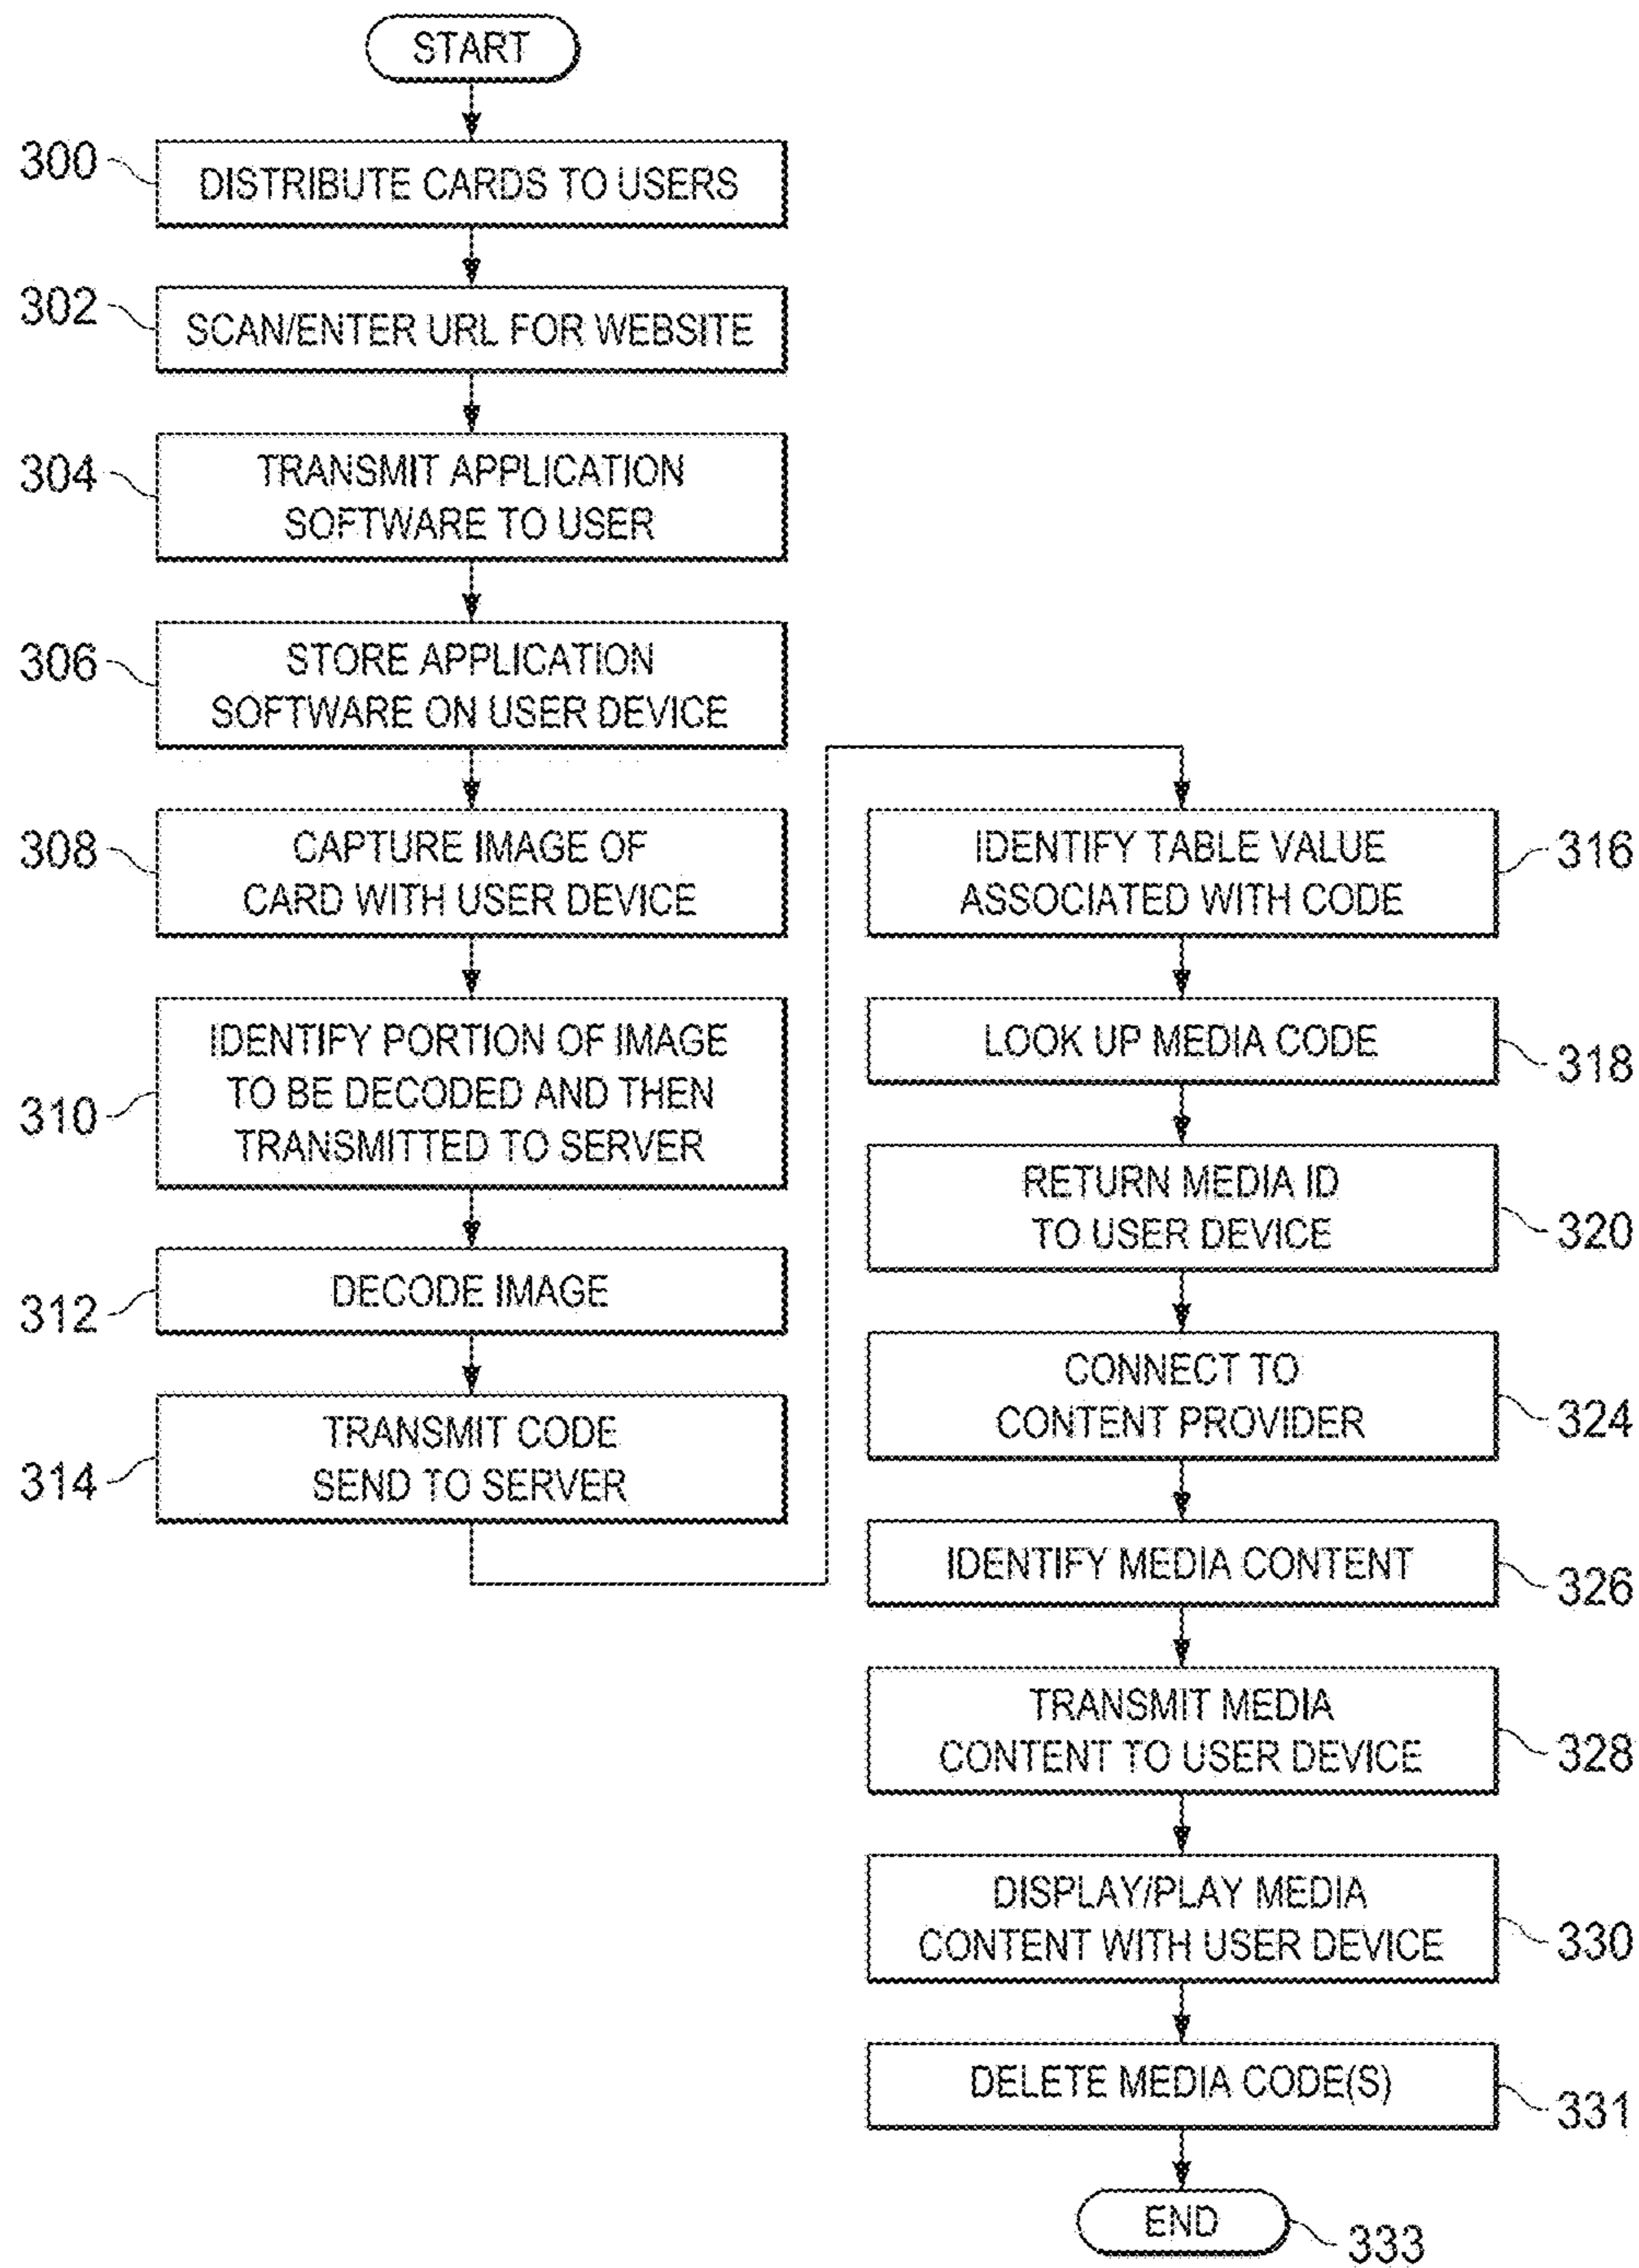 START
300
DISTRIBUTE CARDS TO USERS
302
SCAN/ENTER URL FOR WEBSITE
304
TRANSMIT APPLICATION
SOFTWARE TO USER
306
STORE APPLICATION
SOFTWARE ON USER DEVICE
308
CAPTURE IMAGE OF
CARD WITH USER DEVICE
310
IDENTIFY PORTION OF IMAGE
TO BE DECODED AND THEN
TRANSMITTED TO SERVER
312
DECODE IMAGE
314
TRANSMIT CODE
SEND TO SERVER
IDENTIFY TABLE VALUE
ASSOCIATED WITH CODE
316
LOOK UP MEDIA CODE
318
RETURN MEDIA ID
TO USER DEVICE
320
CONNECT TO
CONTENT PROVIDER
324
IDENTIFY MEDIA CONTENT
326
TRANSMIT MEDIA
CONTENT TO USER DEVICE
328
DISPLAY/PLAY MEDIA
CONTENT WITH USER DEVICE
330
DELETE MEDIA CODE(S)
331
END
333